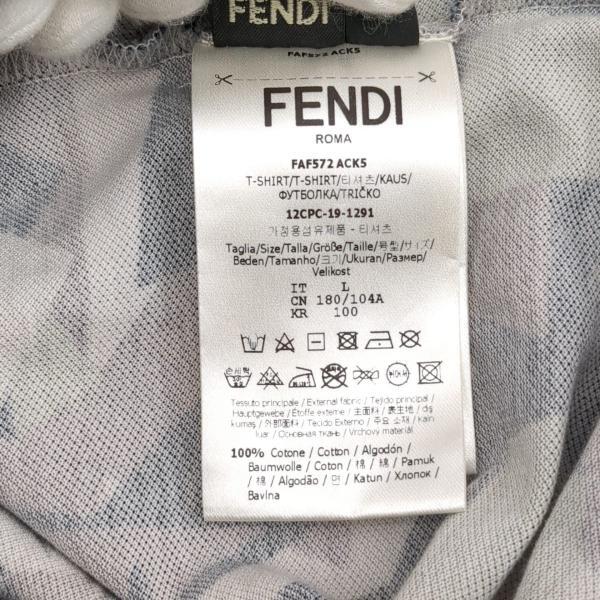 FENDI
FAF572 ACK5
FENDI
ROMA
FAF572 ACK5
T-SHIRT/T-SHIRT/티셔츠/KAUS/
ФУТБОЛКА/TRIČKO
12CPC-19-1291
가정용섬유제품 - 티셔츠
Taglia/Size/Talla/Größe/Taille/号型/サイズ/
Beden/Tamanho/크기/Ukuran/Размер/
Velikost
IT L
CN 180/104A
KR 100
손세탁
Tessuto principale / External fabric / Tejido principal /
Hauptgewebe / Étoffe externe / 主面料 / 表生地 / dış
kumaş / 外部面料 / Tecido Externo / 주요 소재 / kain
luar / Основная ткань / Vrchový materiál
100% Cotone / Cotton / Algodón /
Baumwolle / Coton / 棉 / 綿 / Pamuk
/ 棉 / Algodão / 면 / Katun / Хлопок /
Bavlna